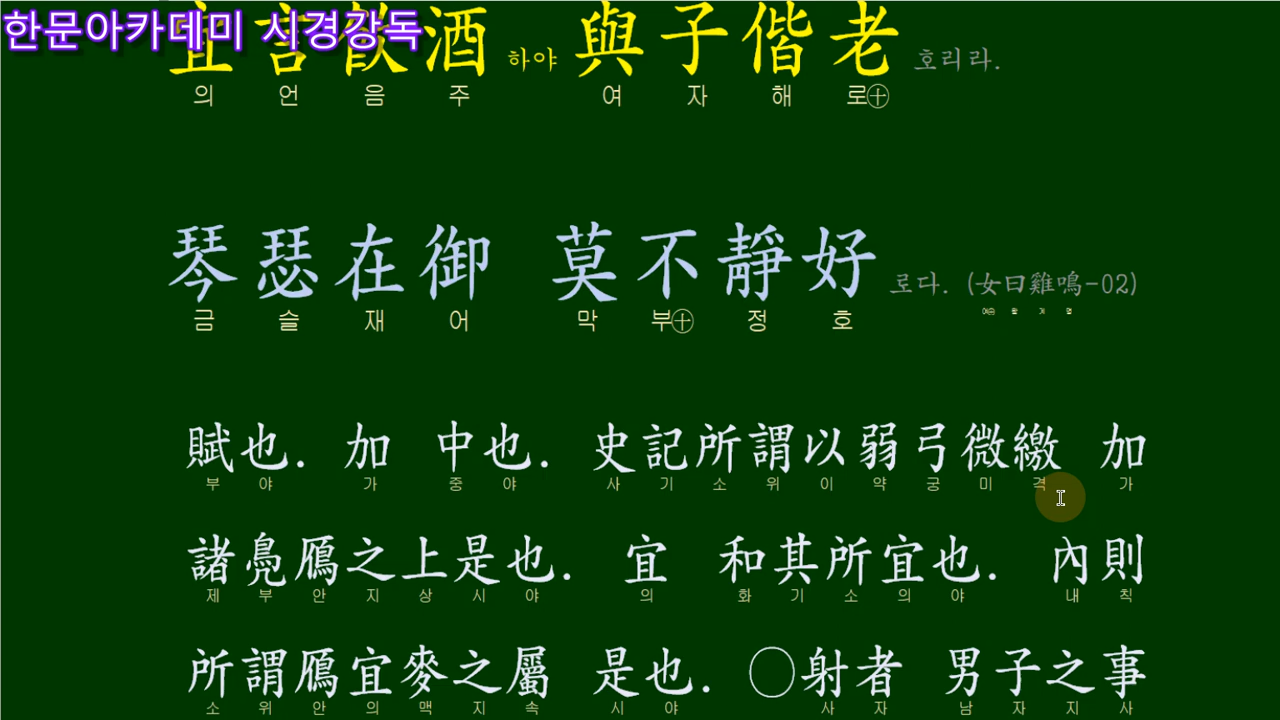 한문아카데미 시경강독
宜言飮酒 하야 與子偕老 호리라.
의 언 음 주 여 자 해 로㊉
琴瑟在御 莫不靜好 로다. (女曰雞鳴-02)
금 슬 재 어 막 부㊉ 정 호
賦也. 加 中也. 史記所謂以弱弓微繳 加
부 야 가 중 야 사 기 소 위 이 약 궁 미 격 가
諸鳧鴈之上是也. 宜 和其所宜也. 內則
제 부 안 지 상 시 야 의 화 기 소 의 야 내 칙
所謂鴈宜麥之屬 是也. ○射者 男子之事
소 위 안 의 맥 지 속 시 야 사 자 남 자 지 사